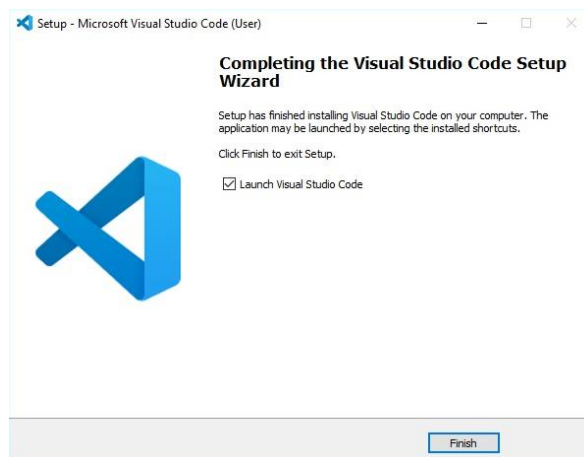 Setup - Microsoft Visual Studio Code (User)
Completing the Visual Studio Code Setup
Wizard
Setup has finished installing Visual Studio Code on your computer. The
application may be launched by selecting the installed shortcuts.
Click Finish to exit Setup.
Launch Visual Studio Code
Finish